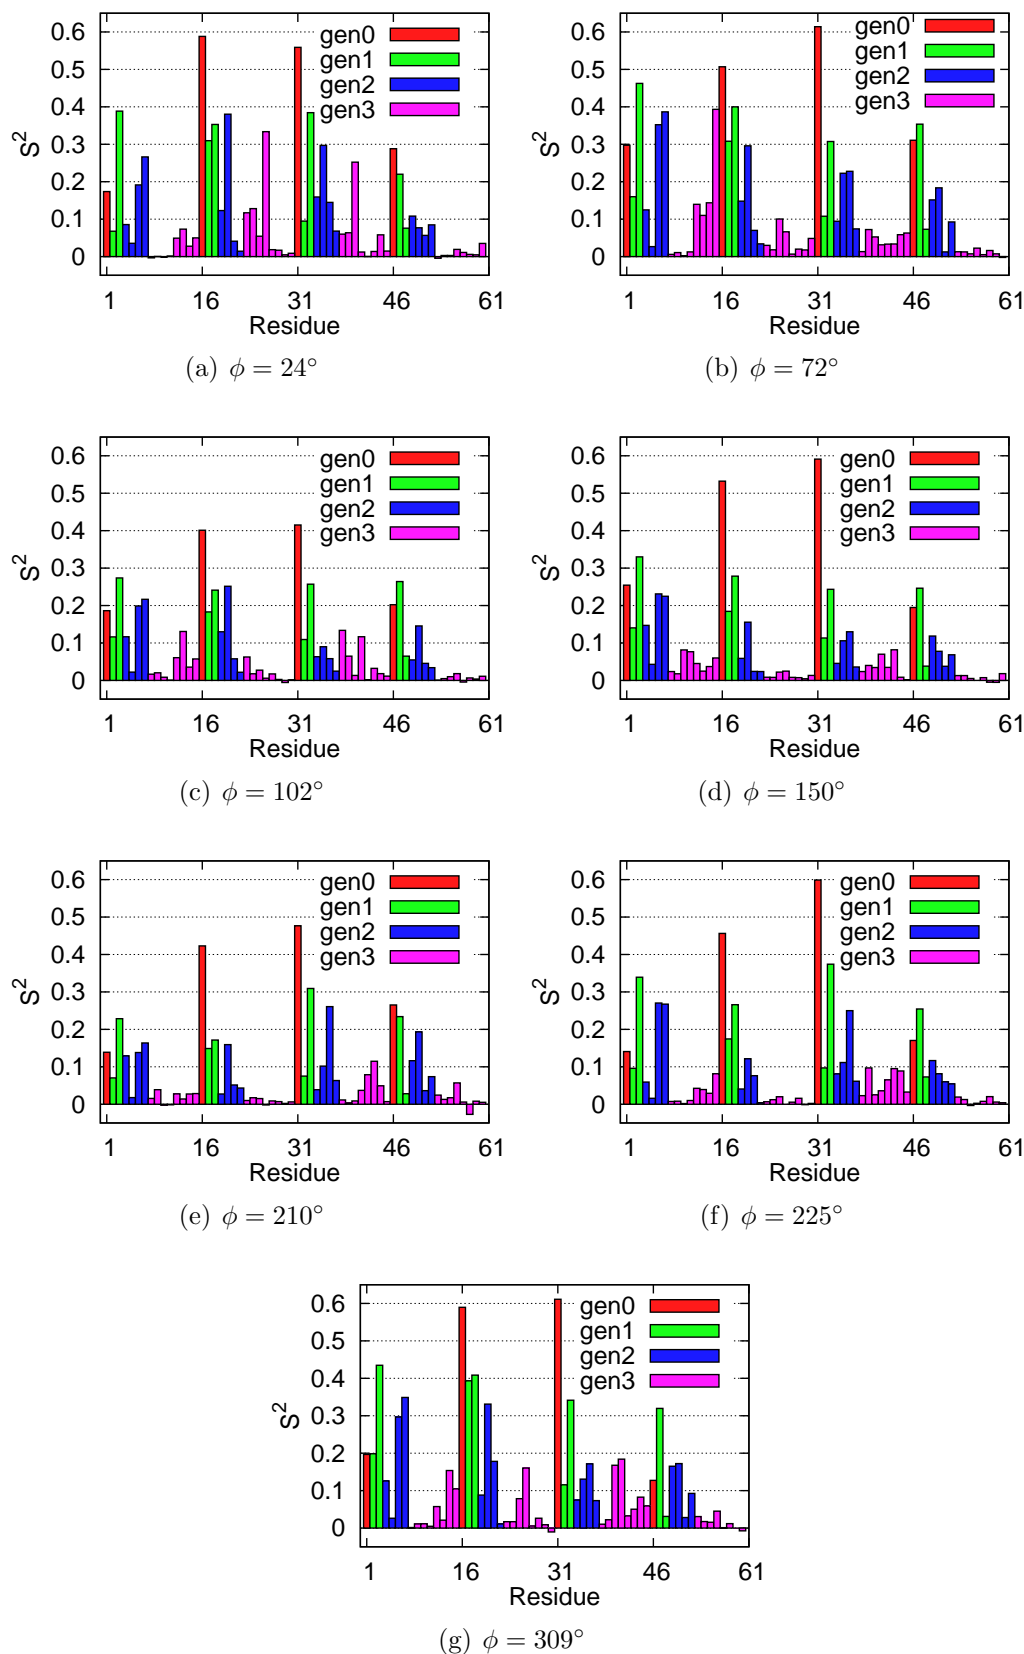 0.6
0.5
0.4
0.3
0.2
0.1
0
S²
gen0
gen1
gen2
gen3
1 16 31 46 61
Residue
(a) ϕ = 24°
0.6
0.5
0.4
0.3
0.2
0.1
0
S²
gen0
gen1
gen2
gen3
1 16 31 46 61
Residue
(b) ϕ = 72°
0.6
0.5
0.4
0.3
0.2
0.1
0
S²
gen0
gen1
gen2
gen3
1 16 31 46 61
Residue
(c) ϕ = 102°
0.6
0.5
0.4
0.3
0.2
0.1
0
S²
gen0
gen1
gen2
gen3
1 16 31 46 61
Residue
(d) ϕ = 150°
0.6
0.5
0.4
0.3
0.2
0.1
0
S²
gen0
gen1
gen2
gen3
1 16 31 46 61
Residue
(e) ϕ = 210°
0.6
0.5
0.4
0.3
0.2
0.1
0
S²
gen0
gen1
gen2
gen3
1 16 31 46 61
Residue
(f) ϕ = 225°
0.6
0.5
0.4
0.3
0.2
0.1
0
S²
gen0
gen1
gen2
gen3
1 16 31 46 61
Residue
(g) ϕ = 309°